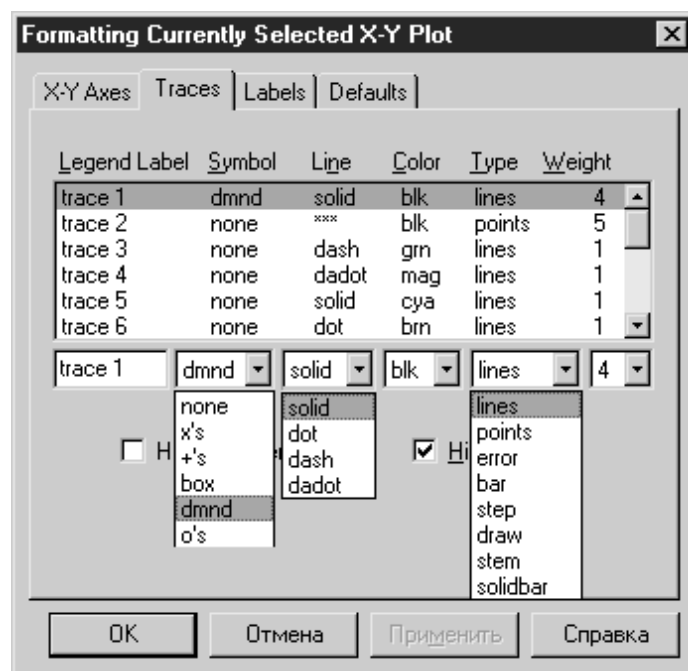 Formatting Currently Selected X-Y Plot
X-Y Axes Traces Labels Defaults
Legend Label Symbol Line Color Type Weight
trace 1 dmnd solid blk lines 4
trace 2 none *** blk points 5
trace 3 none dash grn lines 1
trace 4 none dadot mag lines 1
trace 5 none solid cya lines 1
trace 6 none dot brn lines 1
trace 1 dmnd solid blk lines 4
none
x's
+'s
box
dmnd
o's
solid
dot
dash
dadot
lines
points
error
bar
step
draw
stem
solidbar
OK Отмена Применить Справка